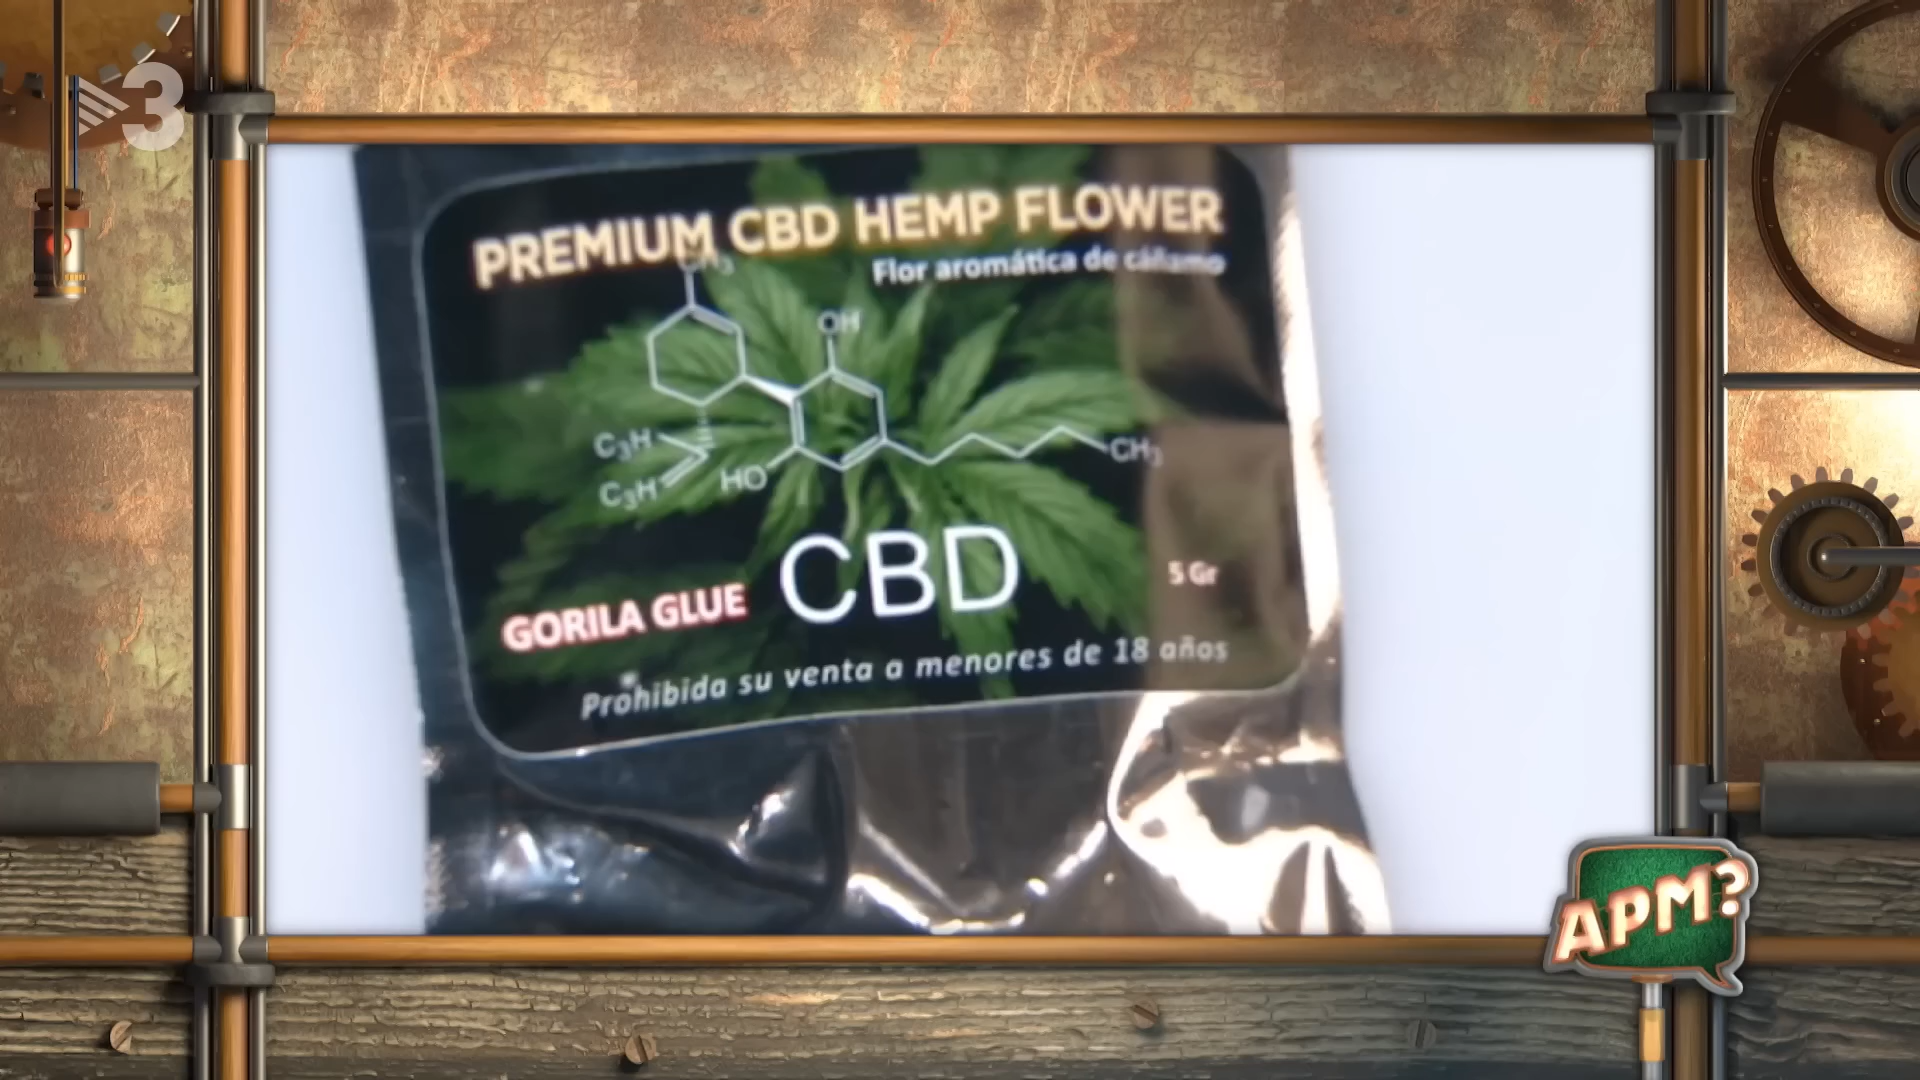 3
PREMIUM CBD HEMP FLOWER
Flor aromática de cáñamo
CH3
OH
C3H
C3H
HO
CH3
CBD
5 Gr
GORILA GLUE
Prohibida su venta a menores de 18 años
APM?